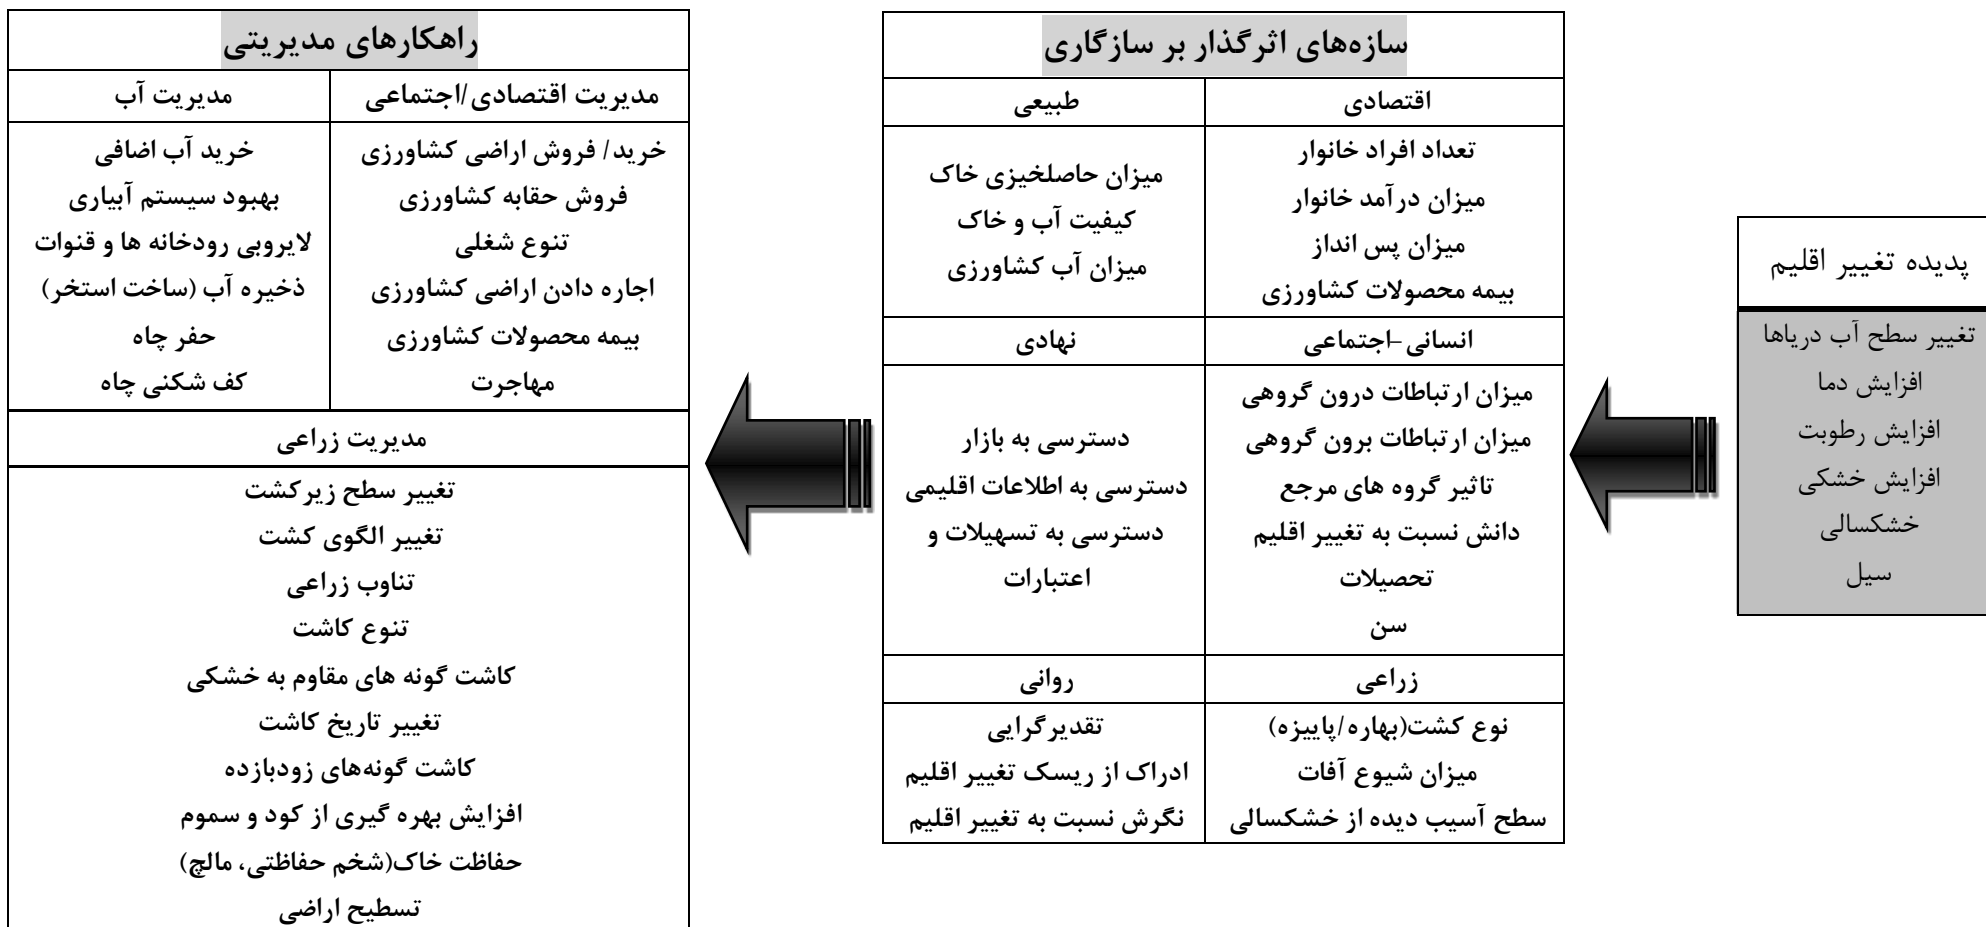 پدیده تغییر اقلیم
تغییر سطح آب دریاها
افزایش دما
افزایش رطوبت
افزایش خشکی
خشکسالی
سیل
سازه‌های اثرگذار بر سازگاری
اقتصادی
تعداد افراد خانوار
میزان درآمد خانوار
میزان پس انداز
بیمه محصولات کشاورزی
طبیعی
میزان حاصلخیزی خاک
کیفیت آب و خاک
میزان آب کشاورزی
انسانی-اجتماعی
میزان ارتباطات درون گروهی
میزان ارتباطات برون گروهی
تاثیر گروه های مرجع
دانش نسبت به تغییر اقلیم
تحصیلات
سن
نهادی
دسترسی به بازار
دسترسی به اطلاعات اقلیمی
دسترسی به تسهیلات و
اعتبارات
زراعی
نوع کشت(بهاره/پاییزه)
میزان شیوع آفات
سطح آسیب دیده از خشکسالی
روانی
تقدیرگرایی
ادراک از ریسک تغییر اقلیم
نگرش نسبت به تغییر اقلیم
راهکارهای مدیریتی
مدیریت اقتصادی/اجتماعی
خرید/ فروش اراضی کشاورزی
فروش حقابه کشاورزی
تنوع شغلی
اجاره دادن اراضی کشاورزی
بیمه محصولات کشاورزی
مهاجرت
مدیریت آب
خرید آب اضافی
بهبود سیستم آبیاری
لایروبی رودخانه ها و قنوات
ذخیره آب (ساخت استخر)
حفر چاه
کف شکنی چاه
مدیریت زراعی
تغییر سطح زیرکشت
تغییر الگوی کشت
تناوب زراعی
تنوع کاشت
کاشت گونه های مقاوم به خشکی
تغییر تاریخ کاشت
کاشت گونه‌های زودبازده
افزایش بهره گیری از کود و سموم
حفاظت خاک(شخم حفاظتی، مالچ)
تسطیح اراضی